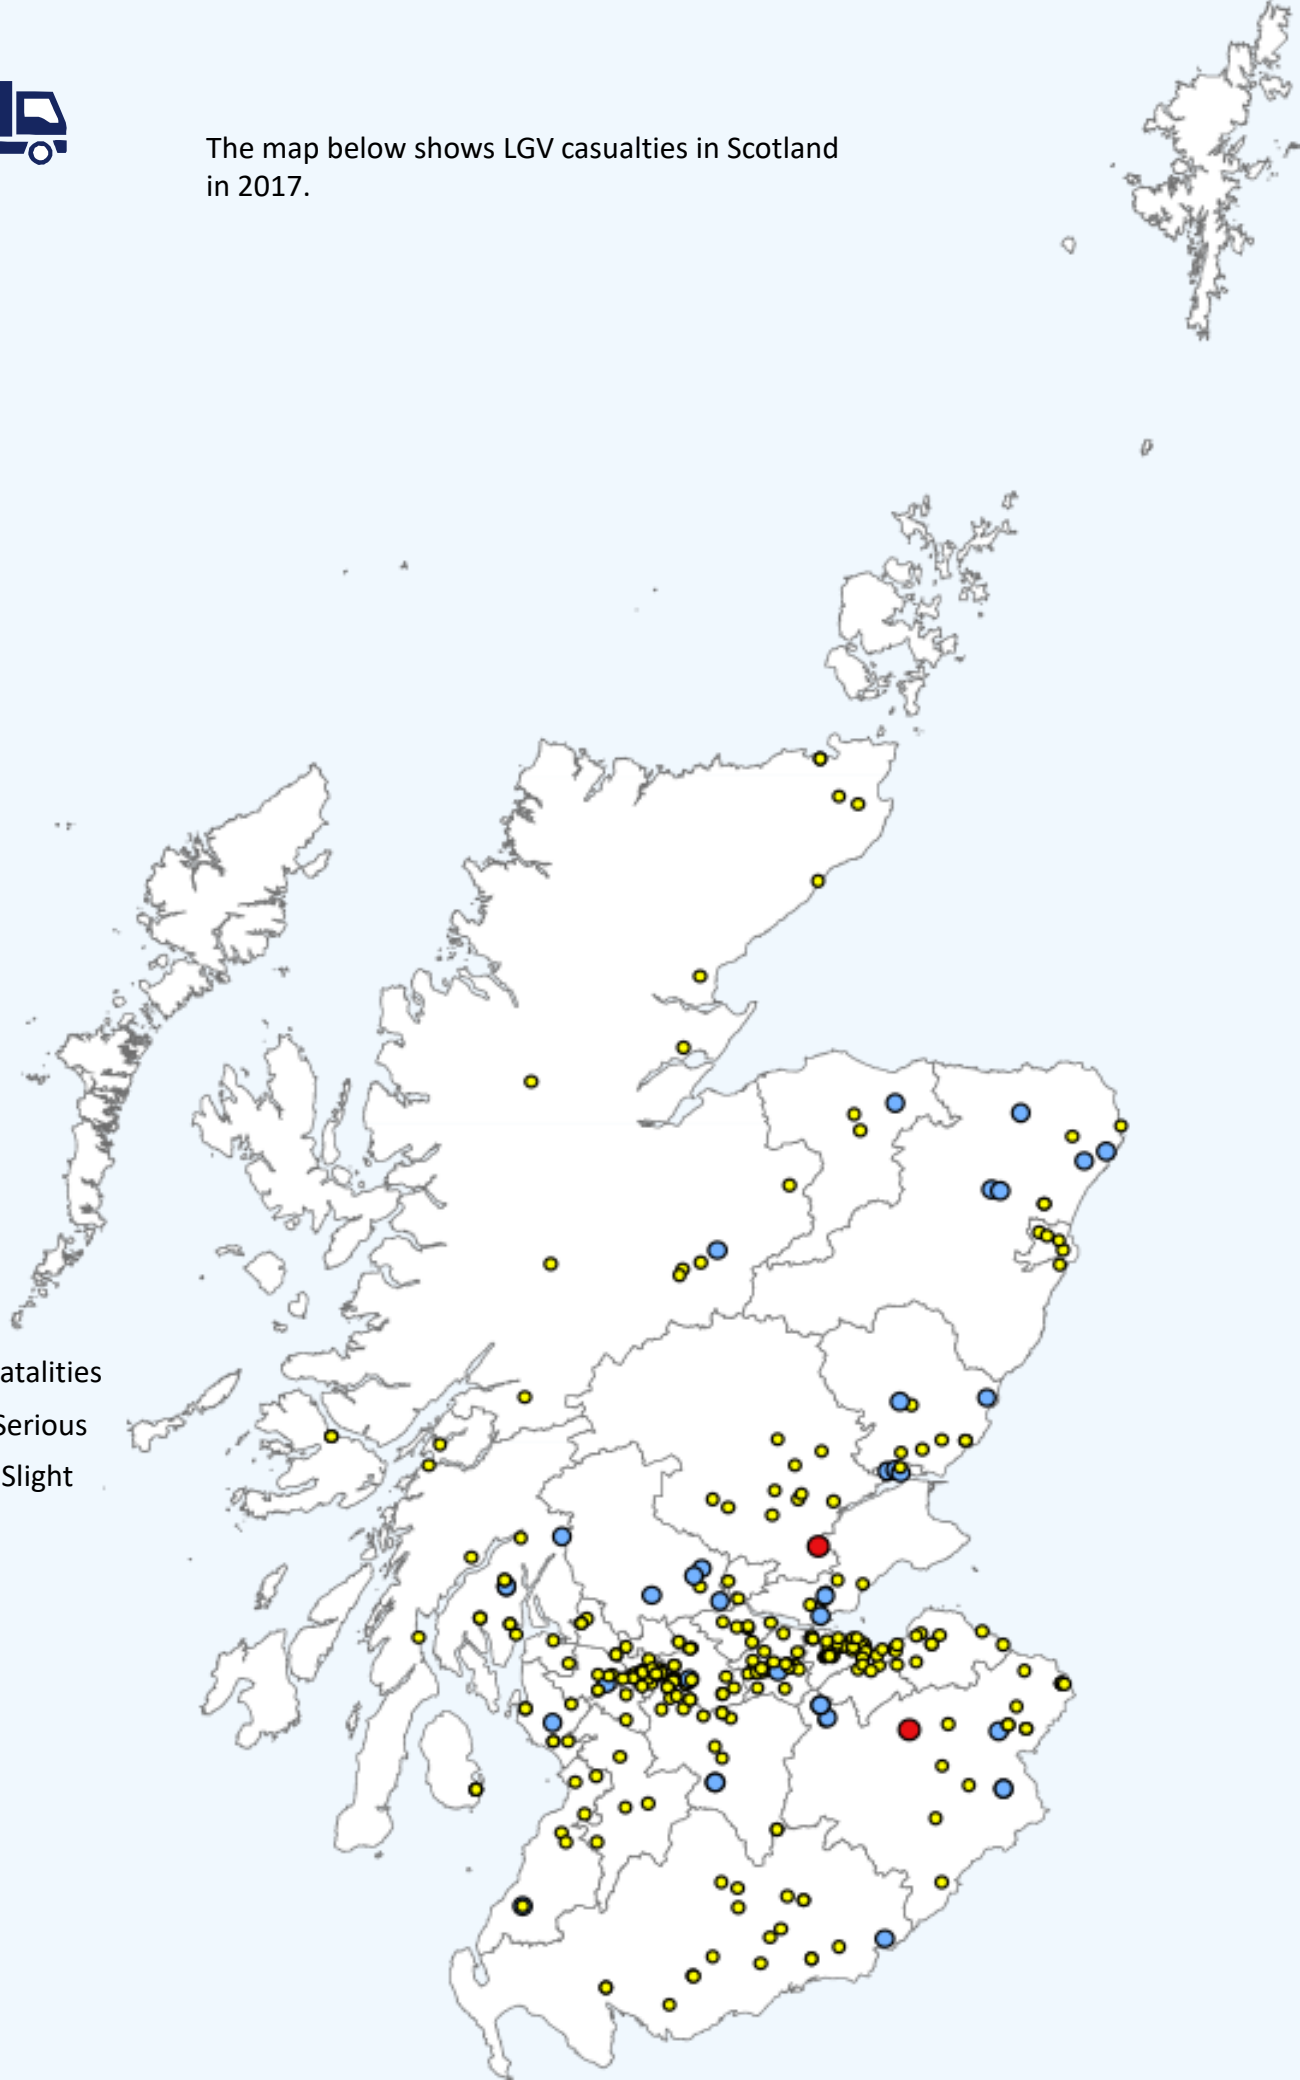 The map below shows LGV casualties in Scotland
in 2017.
atalities
Serious
Slight